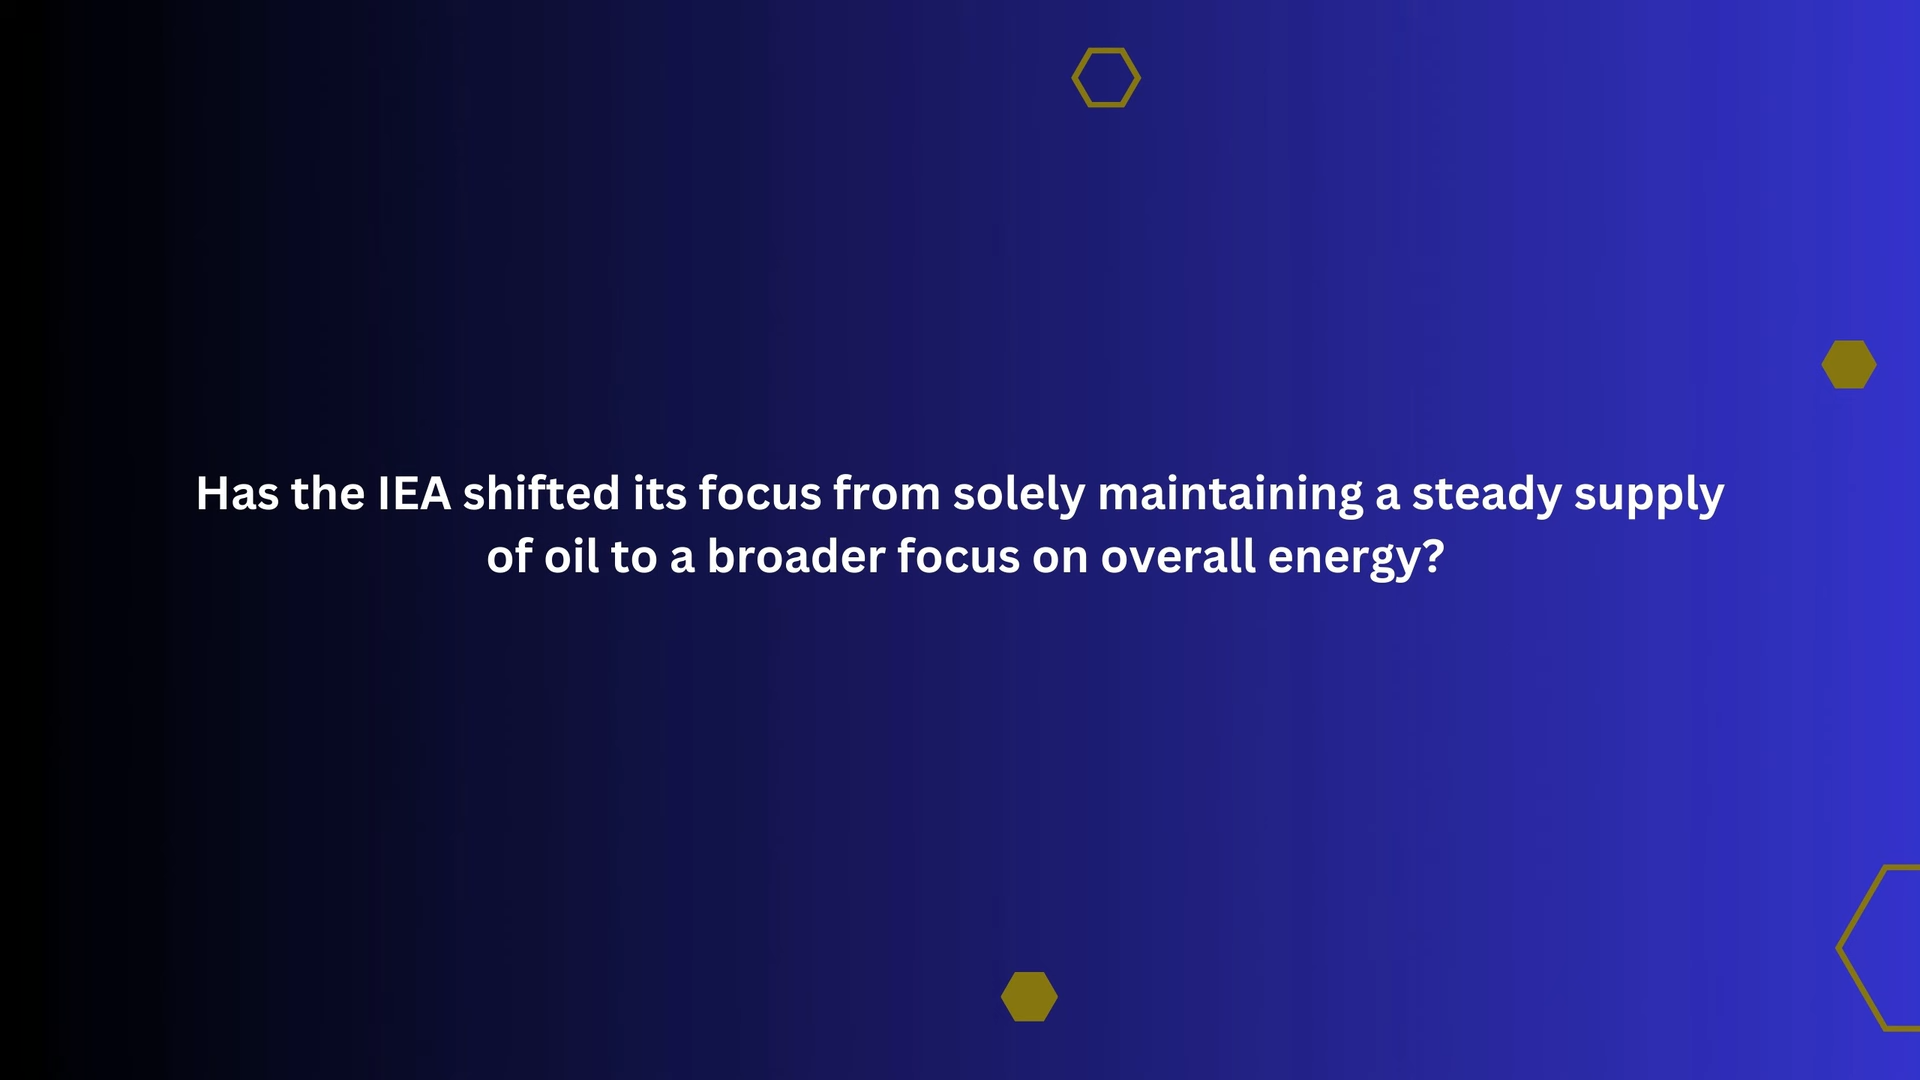 Has the IEA shifted its focus from solely maintaining a steady supply
of oil to a broader focus on overall energy?